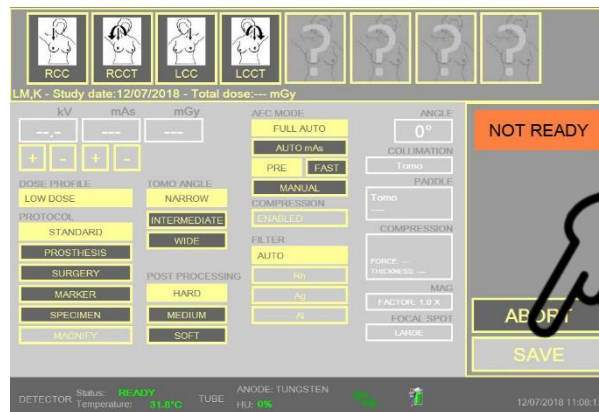 RCC RCCT LCC LCCT ? ? ? ?
LM,K - Study date:12/07/2018 - Total dose:--- mGy
kV mAs mGy AEC MODE ANGLE
--.- --- --- FULL AUTO 0°
NOT READY
+ - + - AUTO mAs COLLIMATION
PRE FAST Tomo
DOSE PROFILE TOMO ANGLE MANUAL PADDLE
LOW DOSE NARROW COMPRESSION Tomo
PROTOCOL INTERMEDIATE ENABLED ---
STANDARD WIDE FILTER COMPRESSION
PROSTHESIS AUTO FORCE: ---
SURGERY POST PROCESSING Rh THICKNESS: ---
MARKER HARD Ag MAG
SPECIMEN MEDIUM Al FACTOR: 1.0 X
MAGNIFY SOFT FOCAL SPOT
LARGE
ABORT
SAVE
DETECTOR Status: READY TUBE ANODE: TUNGSTEN
Temperature: 31.8°C HU: 0% 12/07/2018 11:08:1